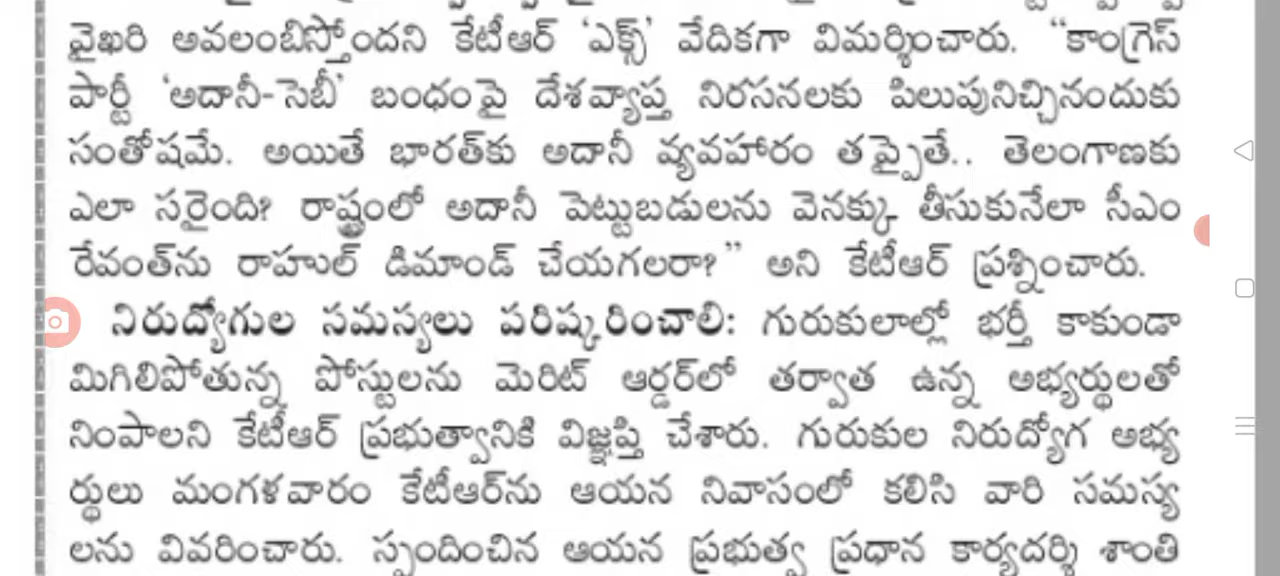 వైఖరి అవలంబిస్తోందని కేటీఆర్ ‘ఎక్స్’ వేదికగా విమర్శించారు. “కాంగ్రెస్
పార్టీ ‘అదానీ-సెబీ’ బంధంపై దేశవ్యాప్త నిరసనలకు పిలుపునిచ్చినందుకు
సంతోషమే. అయితే భారత్‌కు అదానీ వ్యవహారం తప్పైతే.. తెలంగాణకు
ఎలా సరైంది? రాష్ట్రంలో అదానీ పెట్టుబడులను వెనక్కు తీసుకునేలా సీఎం
రేవంత్‌ను రాహుల్ డిమాండ్ చేయగలరా?” అని కేటీఆర్ ప్రశ్నించారు.
నిరుద్యోగుల సమస్యలు పరిష్కరించాలి: గురుకులాల్లో భర్తీ కాకుండా
మిగిలిపోతున్న పోస్టులను మెరిట్ ఆర్డర్‌లో తర్వాత ఉన్న అభ్యర్థులతో
నింపాలని కేటీఆర్ ప్రభుత్వానికి విజ్ఞప్తి చేశారు. గురుకుల నిరుద్యోగ అభ్య
ర్థులు మంగళవారం కేటీఆర్‌ను ఆయన నివాసంలో కలిసి వారి సమస్య
లను వివరించారు. స్పందించిన ఆయన ప్రభుత్వ ప్రధాన కార్యదర్శి శాంతి